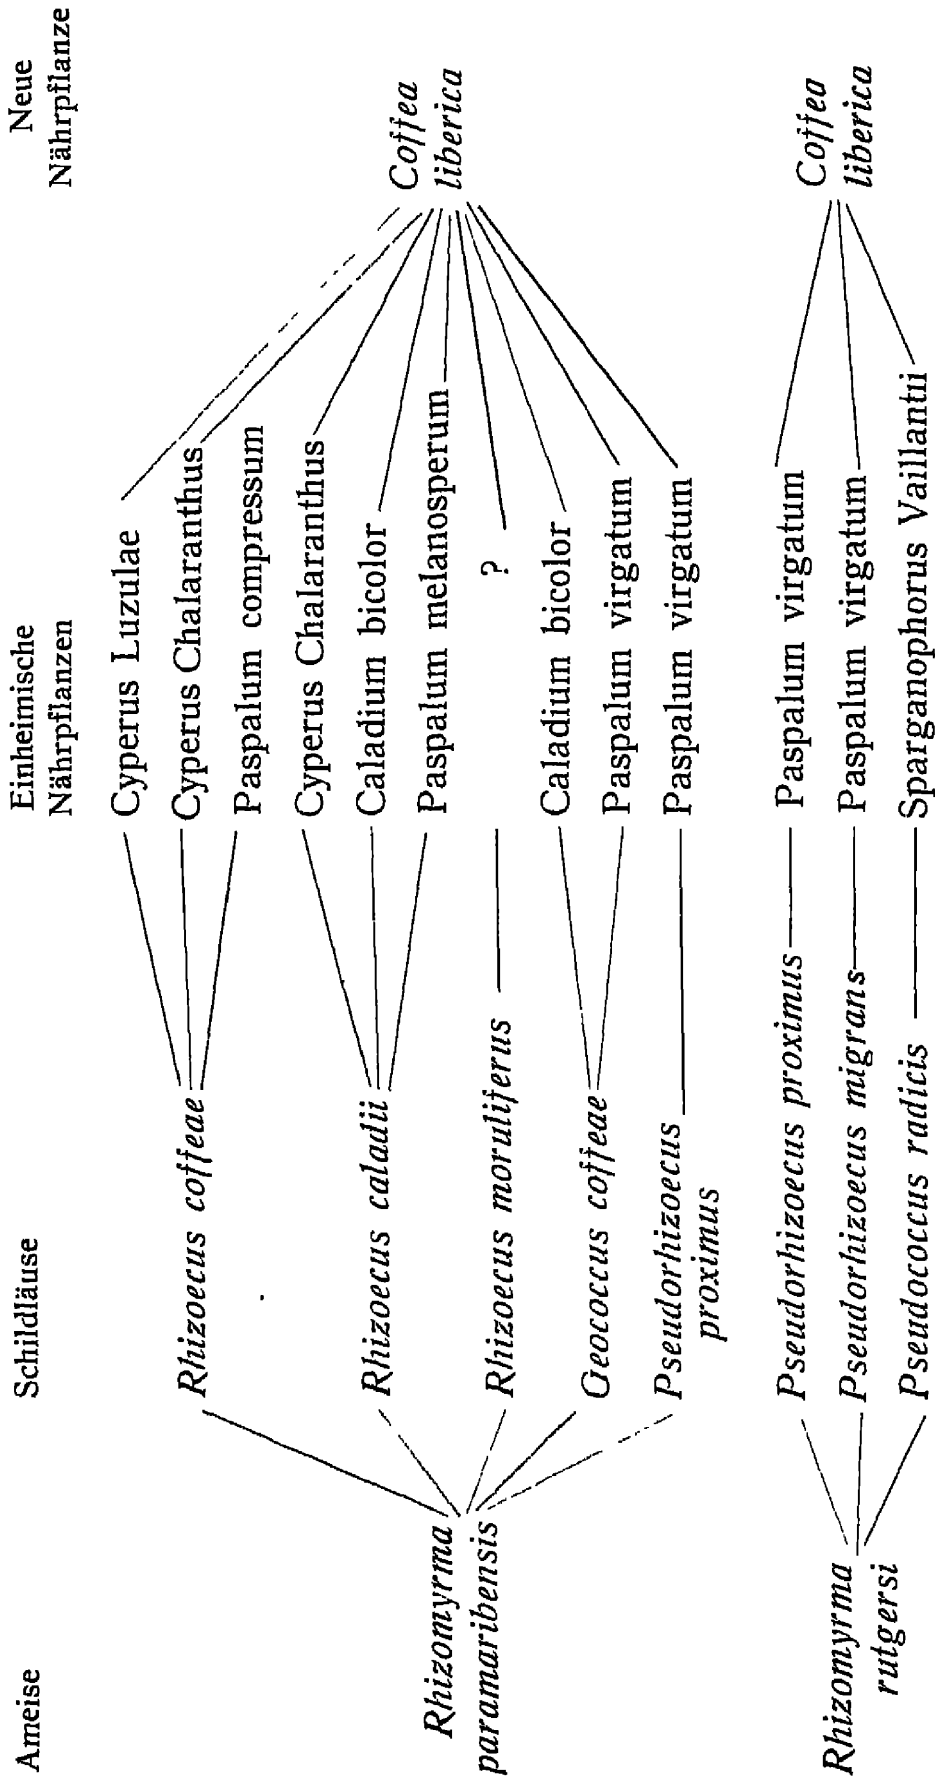 Ameise
Schildläuse
Einheimische
Nährpflanzen
Neue
Nährpflanze
Rhizomyrma
paramaribensis
Rhizoecus coffeae
Cyperus Luzulae
Cyperus Chalaranthus
Paspalum compressum
Rhizoecus caladii
Cyperus Chalaranthus
Caladium bicolor
Paspalum melanosperum
Rhizoecus moruliferus
?
Geococcus coffeae
Caladium bicolor
Paspalum virgatum
Pseudorhizoecus
proximus
Paspalum virgatum
Coffea
liberica
Rhizomyrma
rutgersi
Pseudorhizoecus proximus
Paspalum virgatum
Pseudorhizoecus migrans
Paspalum virgatum
Pseudococcus radicis
Sparganophorus Vaillantii
Coffea
liberica